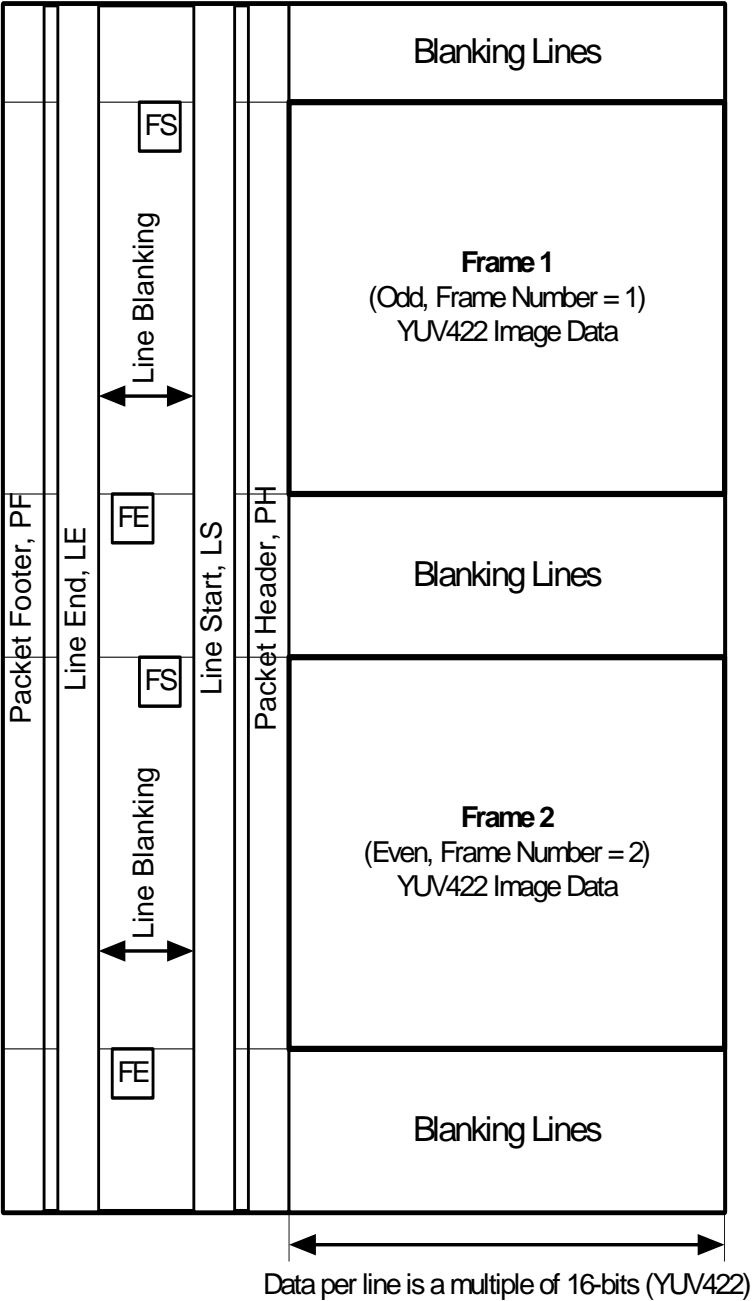 Blanking Lines
FS
Line Blanking
Frame 1
(Odd, Frame Number = 1)
YUV422 Image Data
Packet Footer, PF
Line End, LE
FE
Line Start, LS
Packet Header, PH
Blanking Lines
FS
Line Blanking
Frame 2
(Even, Frame Number = 2)
YUV422 Image Data
FE
Blanking Lines
Data per line is a multiple of 16-bits (YUV422)